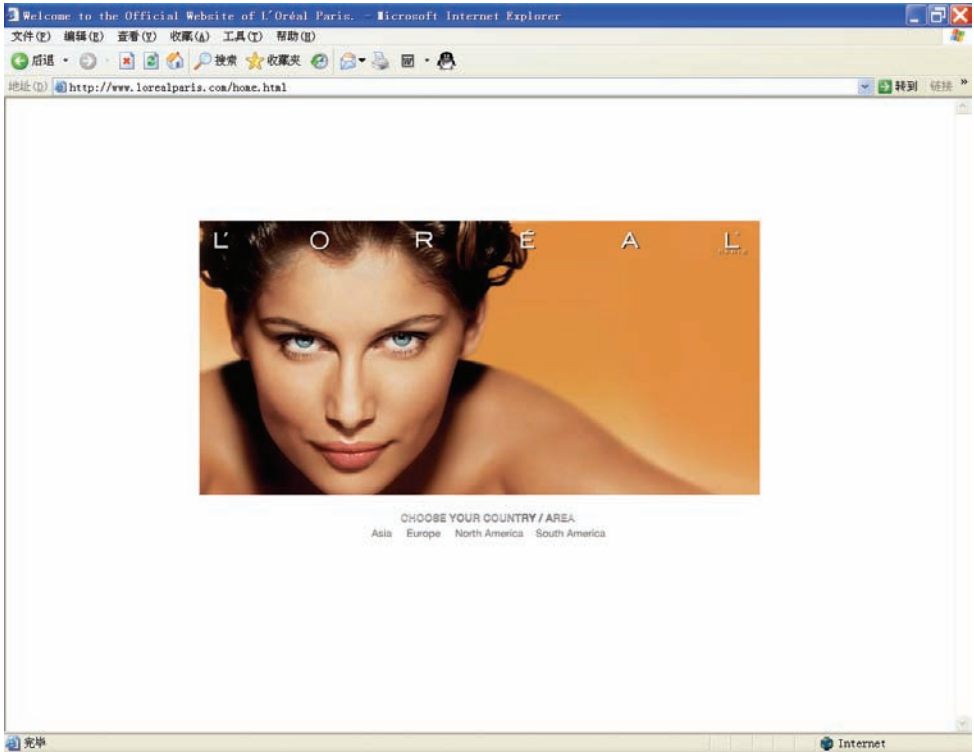 Welcome to the Official Website of L'Oréal Paris. - Microsoft Internet Explorer
文件(F) 编辑(E) 查看(V) 收藏(A) 工具(T) 帮助(H)
后退 搜索 收藏夹
地址(D) http://www.lorealparis.com/home.html 转到 链接 »
L'ORÉAL
PARIS
CHOOSE YOUR COUNTRY / AREA
Asia Europe North America South America
完毕 Internet